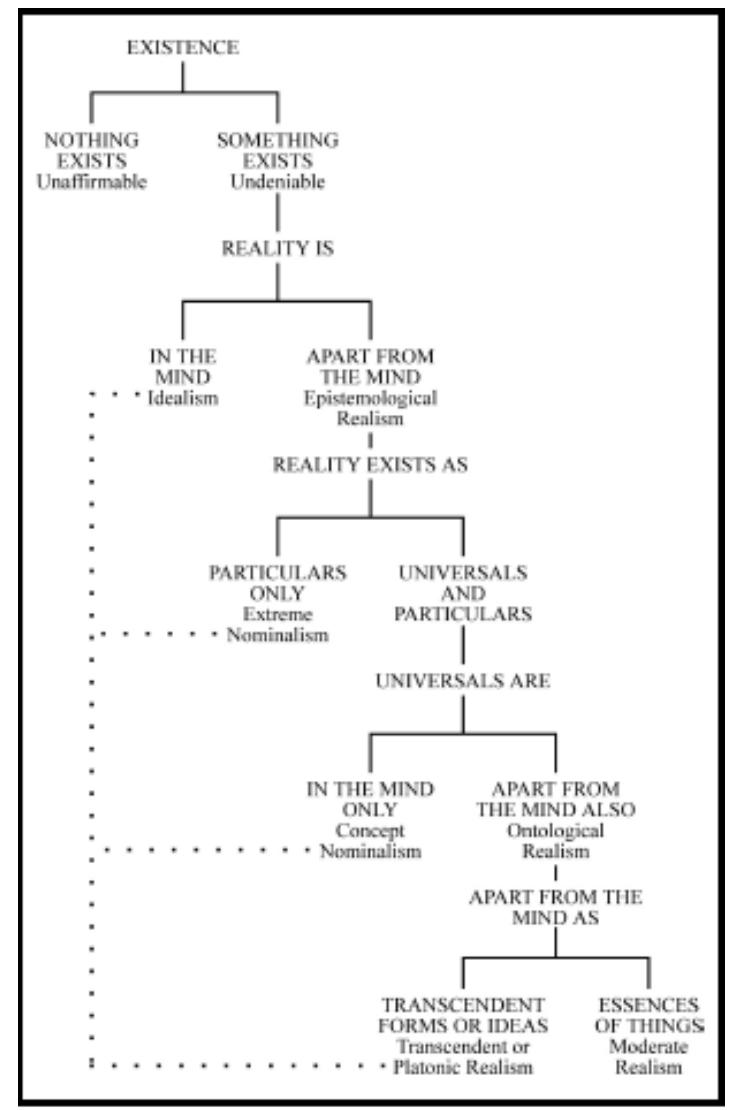 EXISTENCE
NOTHING
EXISTS
Unaffirmable
SOMETHING
EXISTS
Undeniable
REALITY IS
IN THE
MIND
Idealism
APART FROM
THE MIND
Epistemological
Realism
REALITY EXISTS AS
PARTICULARS
ONLY
Extreme
Nominalism
UNIVERSALS
AND
PARTICULARS
UNIVERSALS ARE
IN THE MIND
ONLY
Concept
Nominalism
APART FROM
THE MIND ALSO
Ontological
Realism
APART FROM THE
MIND AS
TRANSCENDENT
FORMS OR IDEAS
Transcendent or
Platonic Realism
ESSENCES
OF THINGS
Moderate
Realism